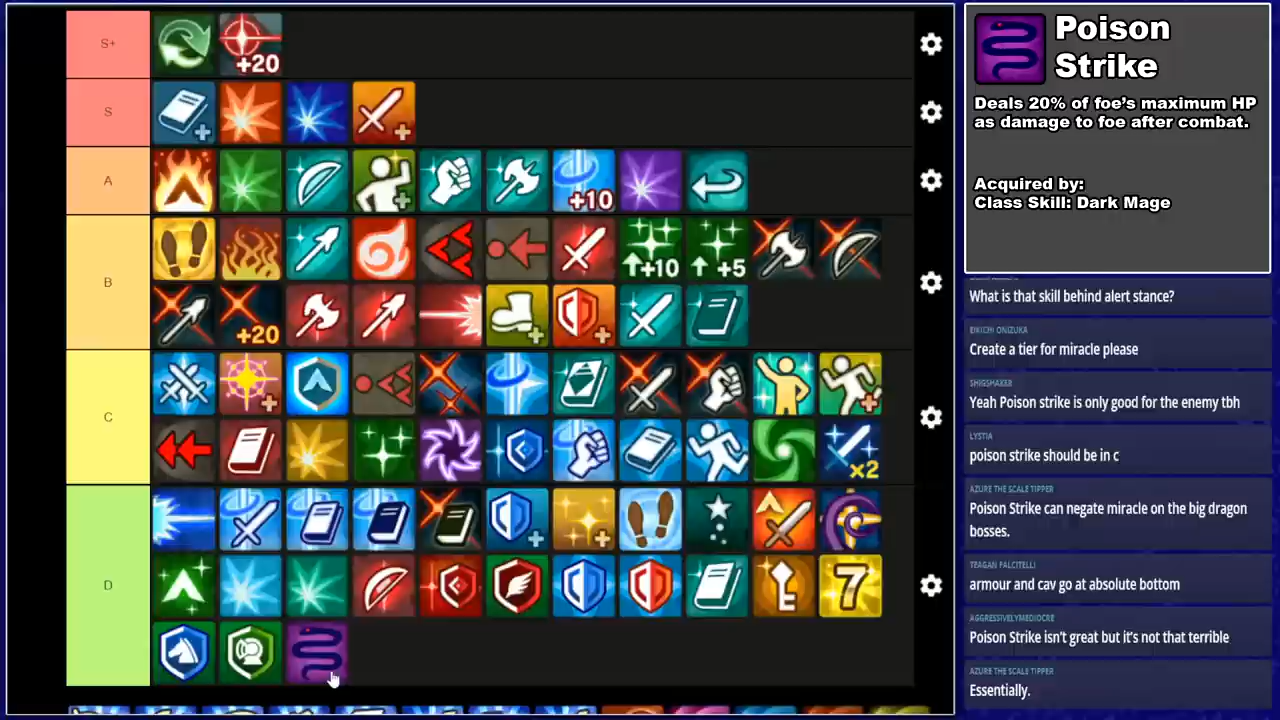 S+
+20
S
A
+10
B
+10
+5
+20
C
x2
D
7
Poison
Strike
Deals 20% of foe's maximum HP
as damage to foe after combat.
Acquired by:
Class Skill: Dark Mage
What is that skill behind alert stance?
EIKICHI ONIZUKA
Create a tier for miracle please
SHIGSHAKER
Yeah Poison strike is only good for the enemy tbh
LYSTIA
poison strike should be in c
AZURE THE SCALE TIPPER
Poison Strike can negate miracle on the big dragon
bosses.
TEAGAN FALCITELLI
armour and cav go at absolute bottom
AGGRESSIVELYMEDIOCRE
Poison Strike isn't great but it's not that terrible
AZURE THE SCALE TIPPER
Essentially.